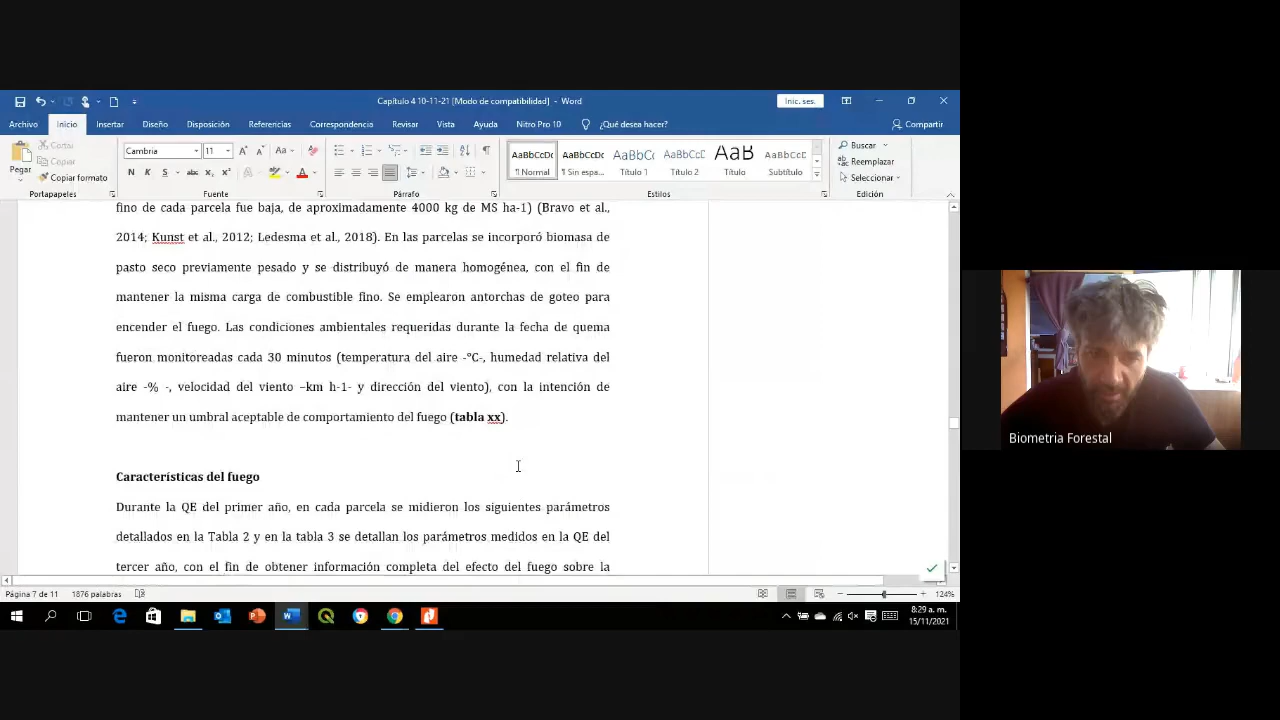 Capítulo 4 10-11-21 [Modo de compatibilidad] - Word
Inic. ses.
Archivo Inicio Insertar Diseño Disposición Referencias Correspondencia Revisar Vista Ayuda Nitro Pro 10 ¿Qué desea hacer? Compartir
Pegar
Cortar
Copiar
Copiar formato
Portapapeles
Cambria 11
N K S abc x₂ x²
Fuente
Párrafo
AaBbCcDc AaBbCcDc AaBbCc AaBbCcC AaB AaBbCcD
¶ Normal ¶ Sin espa... Título 1 Título 2 Título Subtítulo
Estilos
Buscar
Reemplazar
Seleccionar
Edición
fino de cada parcela fue baja, de aproximadamente 4000 kg de MS ha-1) (Bravo et al.,
2014; Kunst et al., 2012; Ledesma et al., 2018). En las parcelas se incorporó biomasa de
pasto seco previamente pesado y se distribuyó de manera homogénea, con el fin de
mantener la misma carga de combustible fino. Se emplearon antorchas de goteo para
encender el fuego. Las condiciones ambientales requeridas durante la fecha de quema
fueron monitoreadas cada 30 minutos (temperatura del aire -°C-, humedad relativa del
aire -% -, velocidad del viento –km h-1- y dirección del viento), con la intención de
mantener un umbral aceptable de comportamiento del fuego (tabla xx).
Características del fuego
Durante la QE del primer año, en cada parcela se midieron los siguientes parámetros
detallados en la Tabla 2 y en la tabla 3 se detallan los parámetros medidos en la QE del
tercer año, con el fin de obtener información completa del efecto del fuego sobre la
Página 7 de 11 1876 palabras 124%
8:29 a. m.
15/11/2021
Biometria Forestal